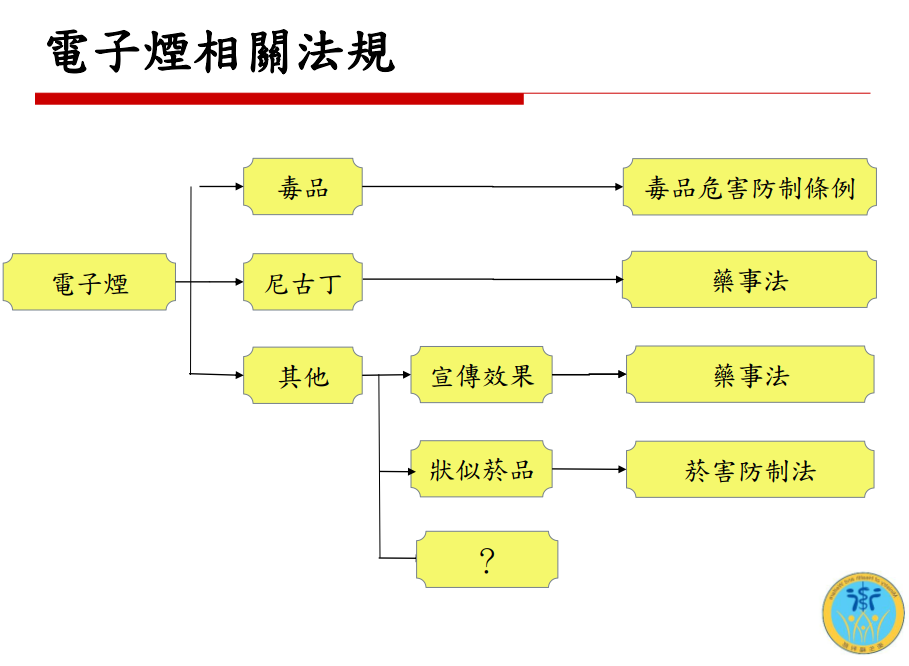 電子煙相關法規
毒品
毒品危害防制條例
電子煙
尼古丁
藥事法
其他
宣傳效果
藥事法
狀似菸品
菸害防制法
?